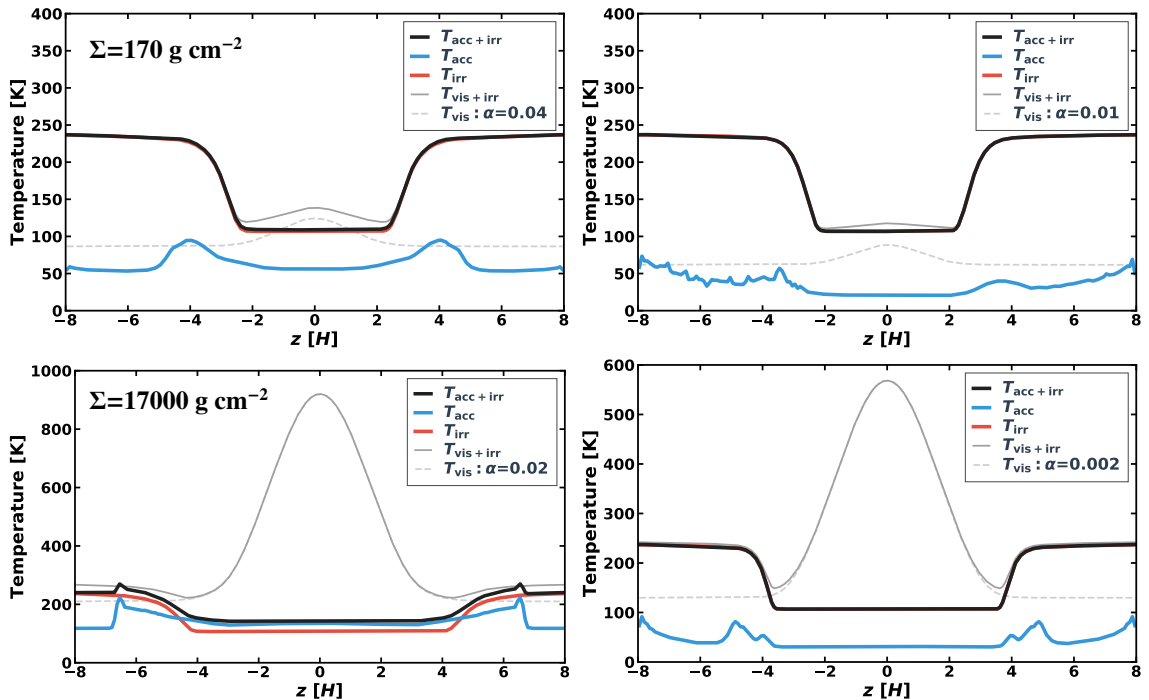 400
350
300
250
200
150
100
50
0
Temperature [K]
Σ=170 g cm⁻²
T_acc+irr
T_acc
T_irr
T_vis+irr
T_vis : α=0.04
−8 −6 −4 −2 0 2 4 6 8
z [H]
400
350
300
250
200
150
100
50
0
Temperature [K]
T_acc+irr
T_acc
T_irr
T_vis+irr
T_vis : α=0.01
−8 −6 −4 −2 0 2 4 6 8
z [H]
1000
800
600
400
200
0
Temperature [K]
Σ=17000 g cm⁻²
T_acc+irr
T_acc
T_irr
T_vis+irr
T_vis : α=0.02
−8 −6 −4 −2 0 2 4 6 8
z [H]
600
500
400
300
200
100
0
Temperature [K]
T_acc+irr
T_acc
T_irr
T_vis+irr
T_vis : α=0.002
−8 −6 −4 −2 0 2 4 6 8
z [H]